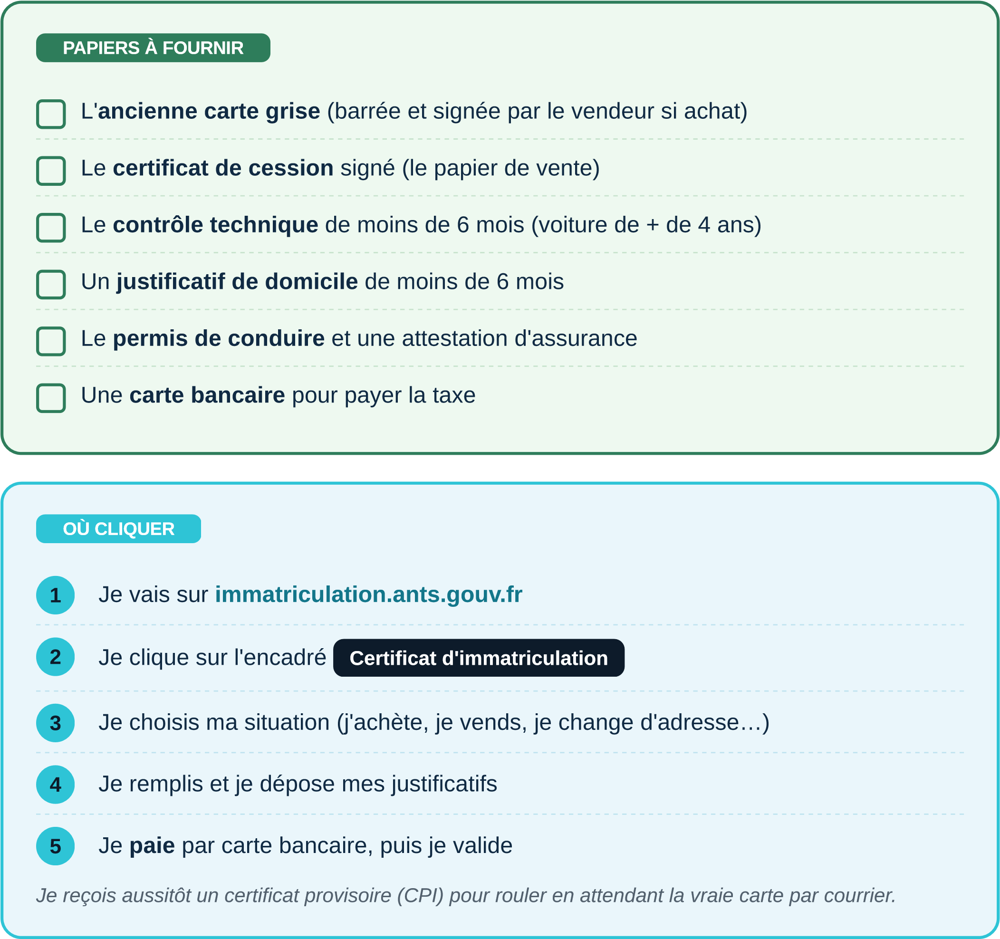 PAPIERS À FOURNIR
L'ancienne carte grise (barrée et signée par le vendeur si achat)
Le certificat de cession signé (le papier de vente)
Le contrôle technique de moins de 6 mois (voiture de + de 4 ans)
Un justificatif de domicile de moins de 6 mois
Le permis de conduire et une attestation d'assurance
Une carte bancaire pour payer la taxe
OÙ CLIQUER
1 Je vais sur immatriculation.ants.gouv.fr
2 Je clique sur l'encadré Certificat d'immatriculation
3 Je choisis ma situation (j'achète, je vends, je change d'adresse…)
4 Je remplis et je dépose mes justificatifs
5 Je paie par carte bancaire, puis je valide
Je reçois aussitôt un certificat provisoire (CPI) pour rouler en attendant la vraie carte par courrier.